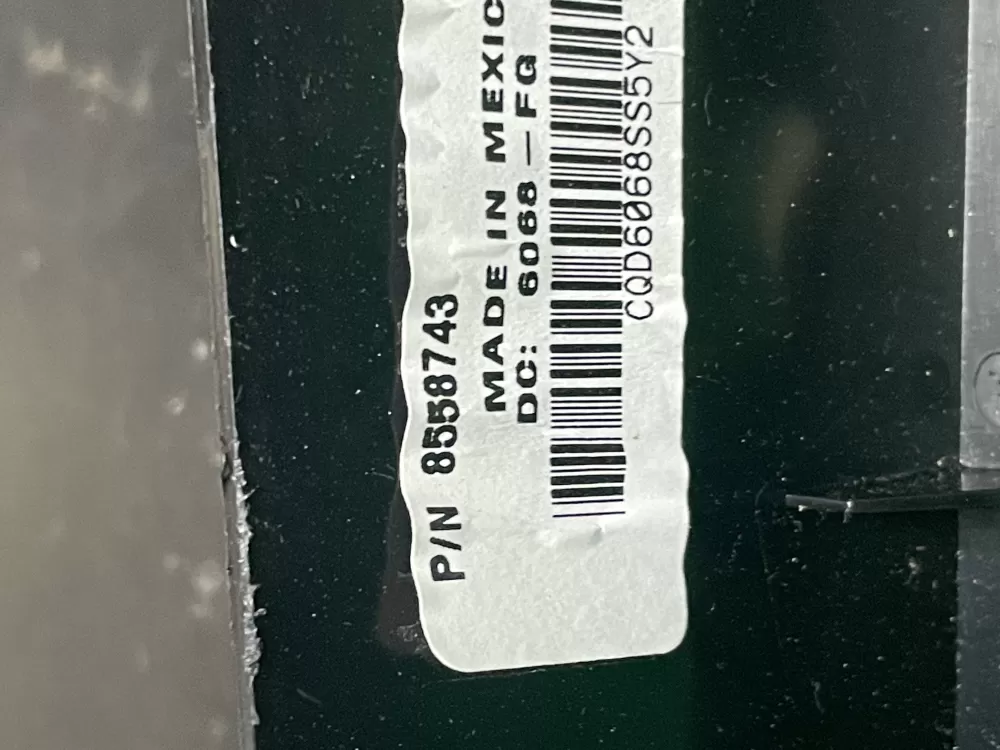 P/N 8558743
MADE IN MEXIC
DC: 6068-FG
CQD6068SS5Y2